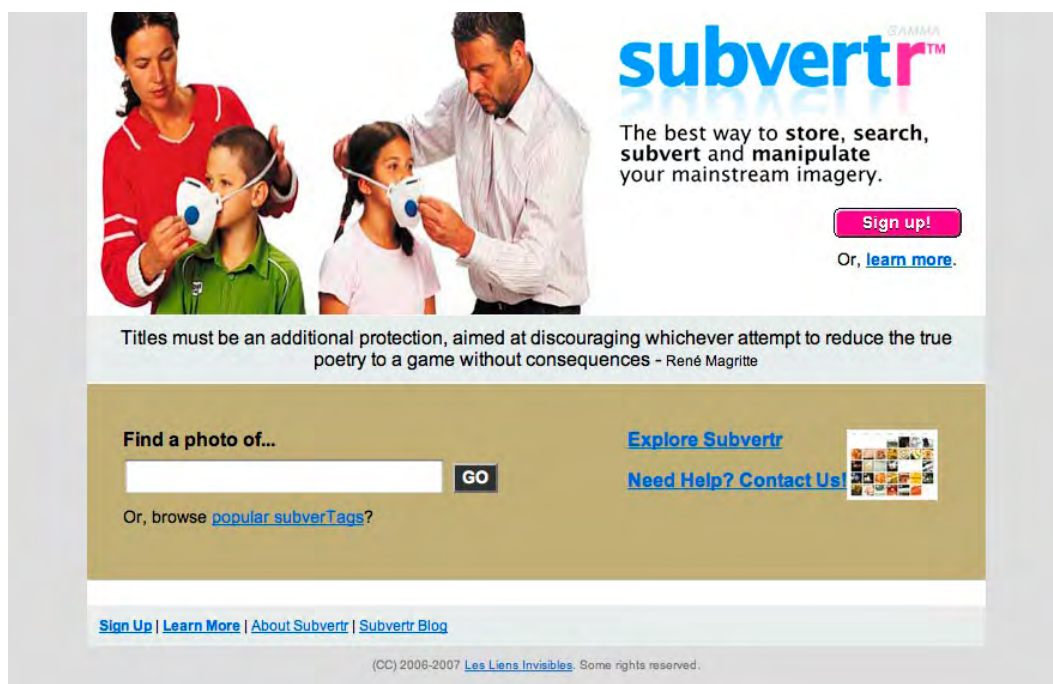 GAMMA
subvertr™
The best way to store, search,
subvert and manipulate
your mainstream imagery.
Sign up!
Or, learn more.
Titles must be an additional protection, aimed at discouraging whichever attempt to reduce the true
poetry to a game without consequences - René Magritte
Find a photo of...
GO
Or, browse popular subverTags?
Explore Subvertr
Need Help? Contact Us!
Sign Up | Learn More | About Subvertr | Subvertr Blog
(CC) 2006-2007 Les Liens Invisibles. Some rights reserved.